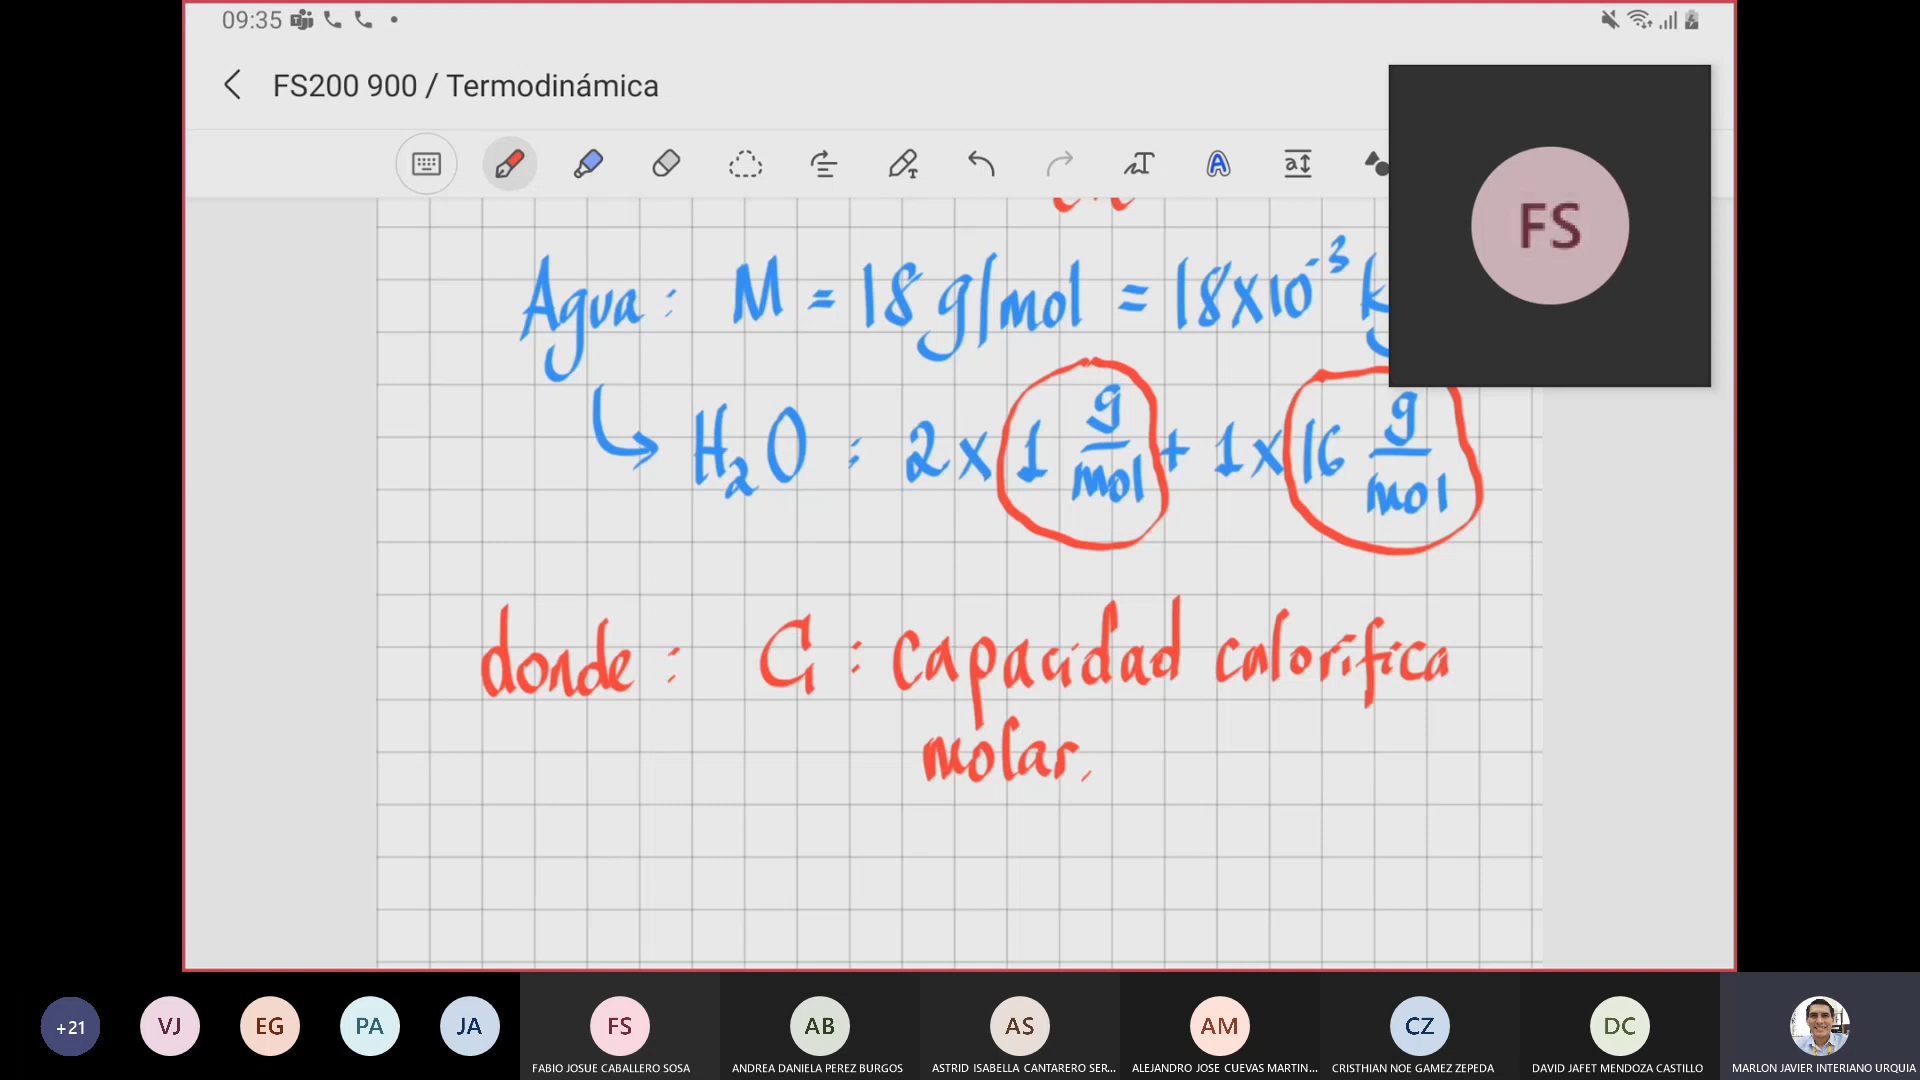 09:35
FS200 900 / Termodinámica
FS
Agua: M = 18 g/mol = 18x10⁻³ k
H₂O : 2 x 1 g/mol + 1 x 16 g/mol
donde: C : capacidad calorífica
molar.
+21
VJ
EG
PA
JA
FS
AB
AS
AM
CZ
DC
FABIO JOSUE CABALLERO SOSA
ANDREA DANIELA PEREZ BURGOS
ASTRID ISABELLA CANTARERO SER...
ALEJANDRO JOSE CUEVAS MARTIN...
CRISTHIAN NOE GAMEZ ZEPEDA
DAVID JAFET MENDOZA CASTILLO
MARLON JAVIER INTERIANO URQUIA